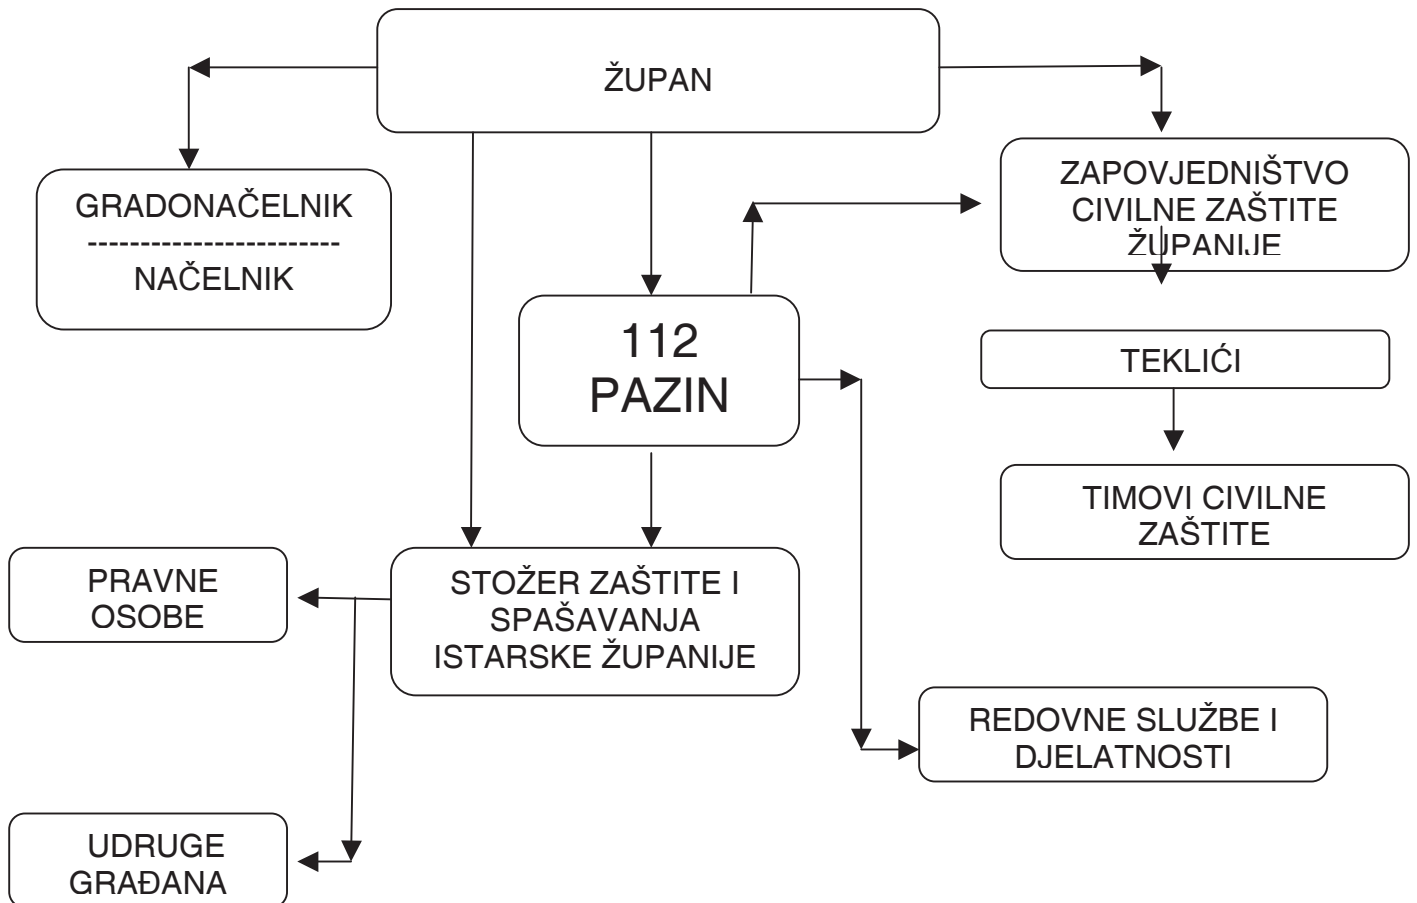 ŽUPAN
GRADONAČELNIK
------------------------
NAČELNIK
ZAPOVJEDNIŠTVO
CIVILNE ZAŠTITE
ŽUPANIJE
112
PAZIN
TEKLIĆI
TIMOVI CIVILNE
ZAŠTITE
PRAVNE
OSOBE
STOŽER ZAŠTITE I
SPAŠAVANJA
ISTARSKE ŽUPANIJE
REDOVNE SLUŽBE I
DJELATNOSTI
UDRUGE
GRAĐANA